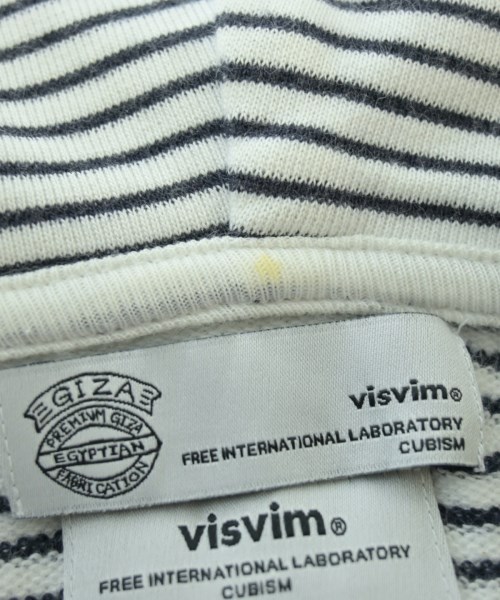 GIZA
PREMIUM GIZA
EGYPTIAN
FABRICATION
visvim®
FREE INTERNATIONAL LABORATORY
CUBISM
visvim®
FREE INTERNATIONAL LABORATORY
CUBISM